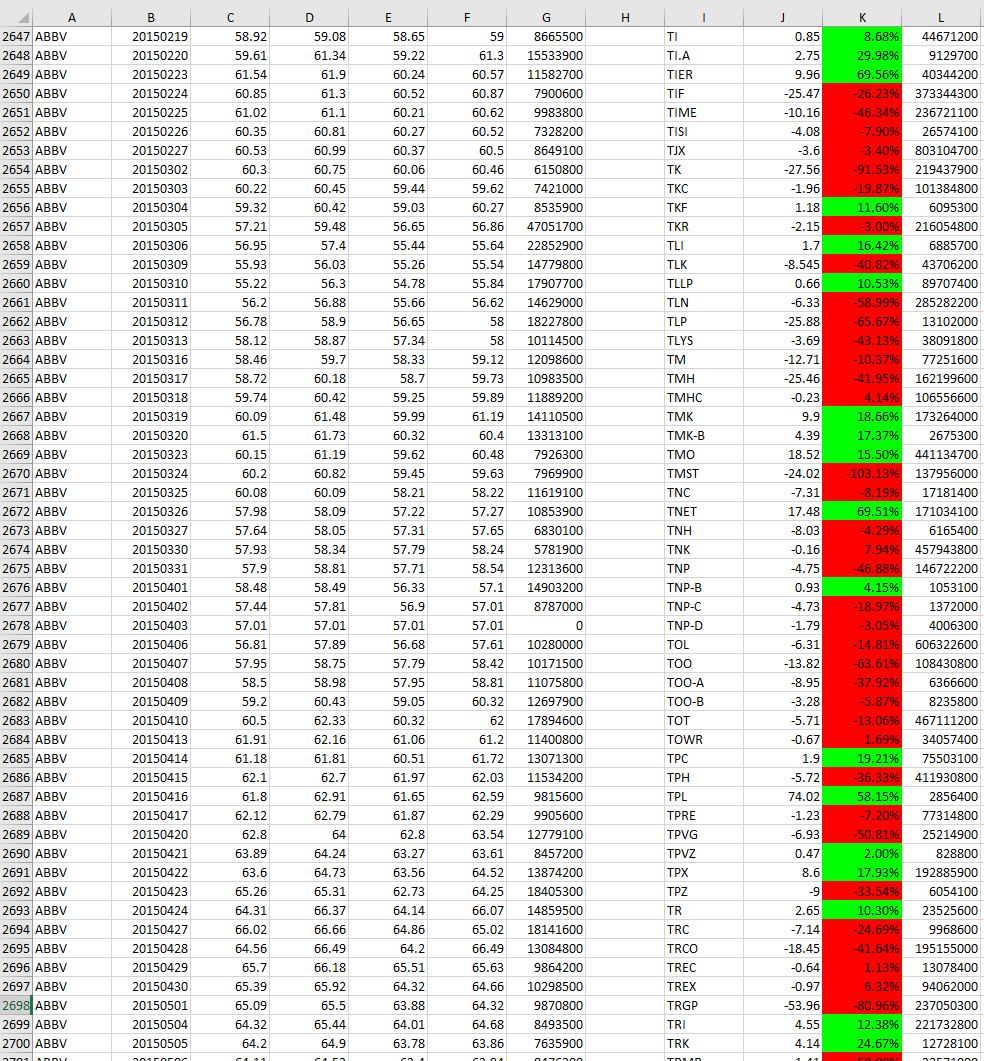 A B C D E F G H I J K L
2647 ABBV 20150219 58.92 59.08 58.65 59 8665500 TI 0.85 8.68% 44671200
2648 ABBV 20150220 59.61 61.34 59.22 61.3 15533900 TI.A 2.75 29.98% 9129700
2649 ABBV 20150223 61.54 61.9 60.24 60.57 11582700 TIER 9.96 69.56% 40344200
2650 ABBV 20150224 60.85 61.3 60.52 60.87 7900600 TIF -25.47 -26.23% 373344300
2651 ABBV 20150225 61.02 61.1 60.21 60.62 9983800 TIME -10.16 -46.34% 236721100
2652 ABBV 20150226 60.35 60.81 60.27 60.52 7328200 TISI -4.08 -7.90% 26574100
2653 ABBV 20150227 60.53 60.99 60.37 60.5 8649100 TJX -3.6 -3.40% 803104700
2654 ABBV 20150302 60.3 60.75 60.06 60.46 6150800 TK -27.56 -91.53% 219437900
2655 ABBV 20150303 60.22 60.45 59.44 59.62 7421000 TKC -1.96 -19.87% 101384800
2656 ABBV 20150304 59.32 60.42 59.03 60.27 8535900 TKF 1.18 11.60% 6095300
2657 ABBV 20150305 57.21 59.48 56.65 56.86 47051700 TKR -2.15 -3.00% 216054800
2658 ABBV 20150306 56.95 57.4 55.44 55.64 22852900 TLI 1.7 16.42% 6885700
2659 ABBV 20150309 55.93 56.03 55.26 55.54 14779800 TLK -8.545 -40.82% 43706200
2660 ABBV 20150310 55.22 56.3 54.78 55.84 17907700 TLLP 0.66 10.53% 89707400
2661 ABBV 20150311 56.2 56.88 55.66 56.62 14629000 TLN -6.33 -58.99% 285282200
2662 ABBV 20150312 56.78 58.9 56.65 58 18227800 TLP -25.88 -65.67% 13102000
2663 ABBV 20150313 58.12 58.87 57.34 58 10114500 TLYS -3.69 -43.13% 38091800
2664 ABBV 20150316 58.46 59.7 58.33 59.12 12098600 TM -12.71 -10.37% 77251600
2665 ABBV 20150317 58.72 60.18 58.7 59.73 10983500 TMH -25.46 -41.95% 162199600
2666 ABBV 20150318 59.74 60.42 59.25 59.89 11889200 TMHC -0.23 4.14% 106556600
2667 ABBV 20150319 60.09 61.48 59.99 61.19 14110500 TMK 9.9 18.66% 173264000
2668 ABBV 20150320 61.5 61.73 60.32 60.4 13313100 TMK-B 4.39 17.37% 2675300
2669 ABBV 20150323 60.15 61.19 59.62 60.48 7926300 TMO 18.52 15.50% 441134700
2670 ABBV 20150324 60.2 60.82 59.45 59.63 7969900 TMST -24.02 -103.13% 137956000
2671 ABBV 20150325 60.08 60.09 58.21 58.22 11619100 TNC -7.31 -8.19% 17181400
2672 ABBV 20150326 57.98 58.09 57.22 57.27 10853900 TNET 17.48 69.51% 171034100
2673 ABBV 20150327 57.64 58.05 57.31 57.65 6830100 TNH -8.03 -4.29% 6165400
2674 ABBV 20150330 57.93 58.34 57.79 58.24 5781900 TNK -0.16 7.94% 457943800
2675 ABBV 20150331 57.9 58.81 57.71 58.54 12313600 TNP -4.75 -46.88% 146722200
2676 ABBV 20150401 58.48 58.49 56.33 57.1 14903200 TNP-B 0.93 4.15% 1053100
2677 ABBV 20150402 57.44 57.81 56.9 57.01 8787000 TNP-C -4.73 -18.97% 1372000
2678 ABBV 20150403 57.01 57.01 57.01 57.01 0 TNP-D -1.79 -3.05% 4006300
2679 ABBV 20150406 56.81 57.89 56.68 57.61 10280000 TOL -6.31 -14.81% 606322600
2680 ABBV 20150407 57.95 58.75 57.79 58.42 10171500 TOO -13.82 -63.61% 108430800
2681 ABBV 20150408 58.5 58.98 57.95 58.81 11075800 TOO-A -8.95 -37.92% 6366600
2682 ABBV 20150409 59.2 60.43 59.05 60.32 12697900 TOO-B -3.28 -5.87% 8235800
2683 ABBV 20150410 60.5 62.33 60.32 62 17894600 TOT -5.71 -13.06% 467111200
2684 ABBV 20150413 61.91 62.16 61.06 61.2 11400800 TOWR -0.67 1.69% 34057400
2685 ABBV 20150414 61.18 61.81 60.51 61.72 13071300 TPC 1.9 19.21% 75503100
2686 ABBV 20150415 62.1 62.7 61.97 62.03 11534200 TPH -5.72 -36.33% 411930800
2687 ABBV 20150416 61.8 62.91 61.65 62.59 9815600 TPL 74.02 58.15% 2856400
2688 ABBV 20150417 62.12 62.79 61.87 62.29 9905600 TPRE -1.23 -7.20% 77314800
2689 ABBV 20150420 62.8 64 62.8 63.54 12779100 TPVG -6.93 -50.81% 25214900
2690 ABBV 20150421 63.89 64.24 63.27 63.61 8457200 TPVZ 0.47 2.00% 828800
2691 ABBV 20150422 63.6 64.73 63.56 64.52 13874200 TPX 8.6 17.93% 192885900
2692 ABBV 20150423 65.26 65.31 62.73 64.25 18405300 TPZ -9 -33.54% 6054100
2693 ABBV 20150424 64.31 66.37 64.14 66.07 14859500 TR 2.65 10.30% 23525600
2694 ABBV 20150427 66.02 66.66 64.86 65.02 18141600 TRC -7.14 -24.69% 9968600
2695 ABBV 20150428 64.56 66.49 64.2 66.49 13084800 TRCO -18.45 -41.64% 195155000
2696 ABBV 20150429 65.7 66.18 65.51 65.63 9864200 TREC -0.64 1.13% 13078400
2697 ABBV 20150430 65.39 65.92 64.32 64.66 10298500 TREX -0.97 6.32% 94062000
2698 ABBV 20150501 65.09 65.5 63.88 64.32 9870800 TRGP -53.96 -80.96% 237050300
2699 ABBV 20150504 64.32 65.44 64.01 64.68 8493500 TRI 4.55 12.38% 221732800
2700 ABBV 20150505 64.2 64.9 63.78 63.86 7635900 TRK 4.14 24.67% 12728100